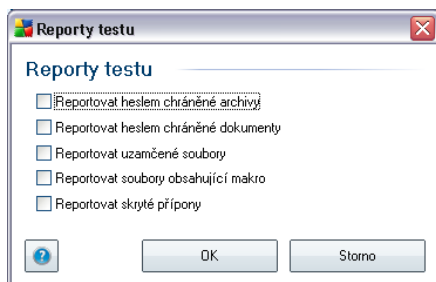 Reporty testu
Reporty testu
Reportovat heslem chráněné archivy
Reportovat heslem chráněné dokumenty
Reportovat uzamčené soubory
Reportovat soubory obsahující makro
Reportovat skryté přípony
OK Storno